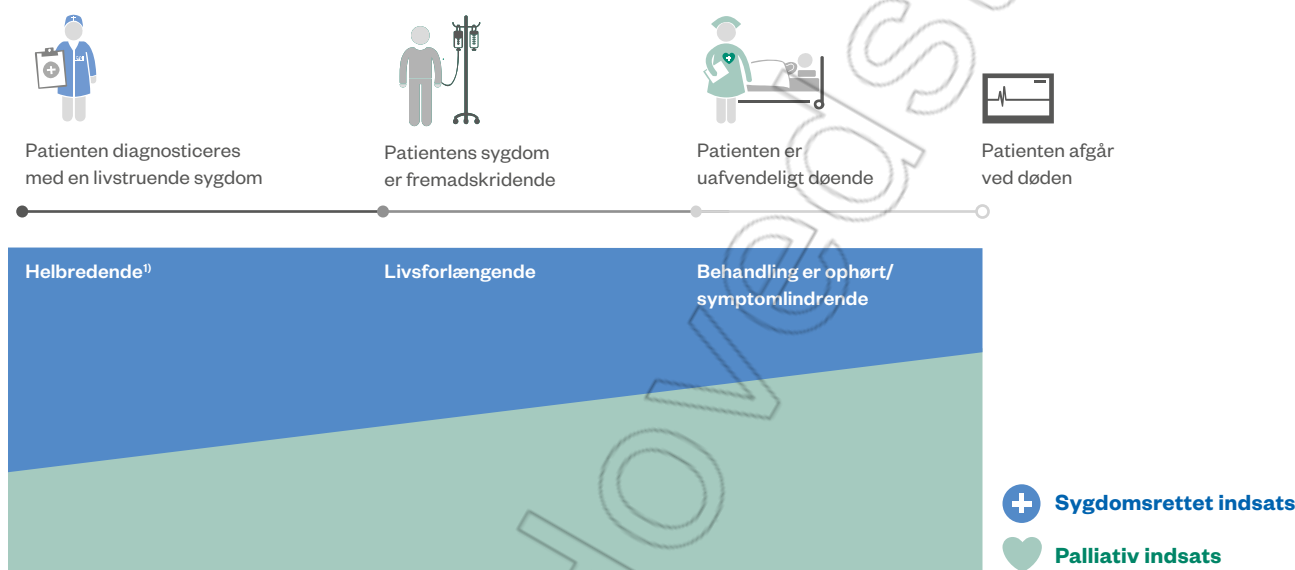 Patienten diagnosticeres
med en livstruende sygdom
Patientens sygdom
er fremadskridende
Patienten er
uafvendeligt døende
Patienten afgår
ved døden
Helbredende¹⁾
Livsforlængende
Behandling er ophørt/
symptomlindrende
Sygdomsrettet indsats
Palliativ indsats